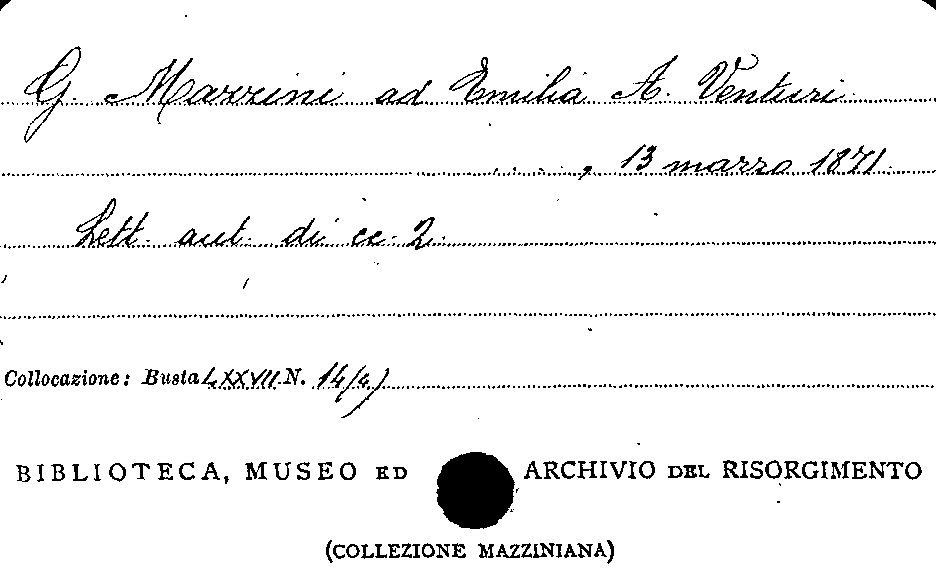 G. Mazzini ad Emilia A. Venturi
....., 13 marzo 1871.
Lett. aut. di cc. 2.
Collocazione: Busta LXXVII N. 14/a)
BIBLIOTECA, MUSEO ED ARCHIVIO DEL RISORGIMENTO
(COLLEZIONE MAZZINIANA)